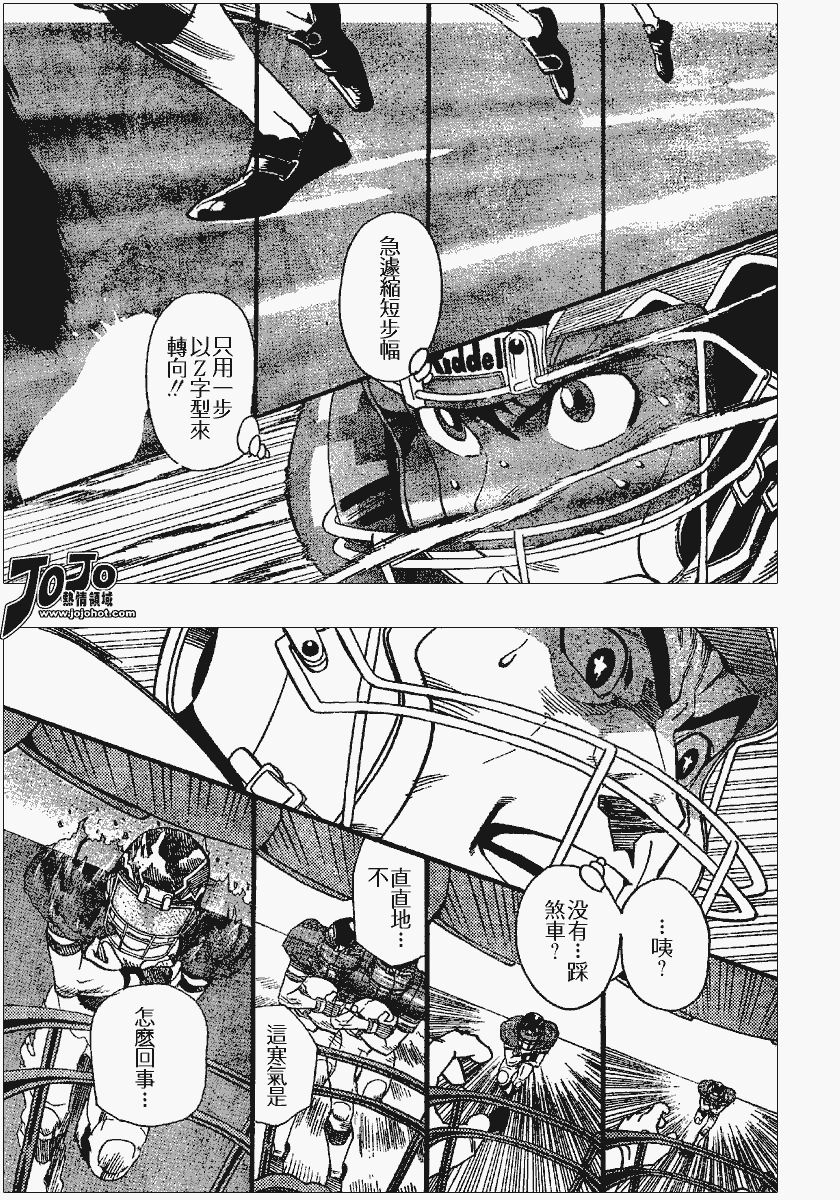 急遽縮短步幅
只用一步
以Z字型來
轉向!!
Riddel
JOJO
熱情領域
www.jojohot.com
…咦?
没有…踩
煞車?
直直地…
不
這寒氣是
怎麼回事…